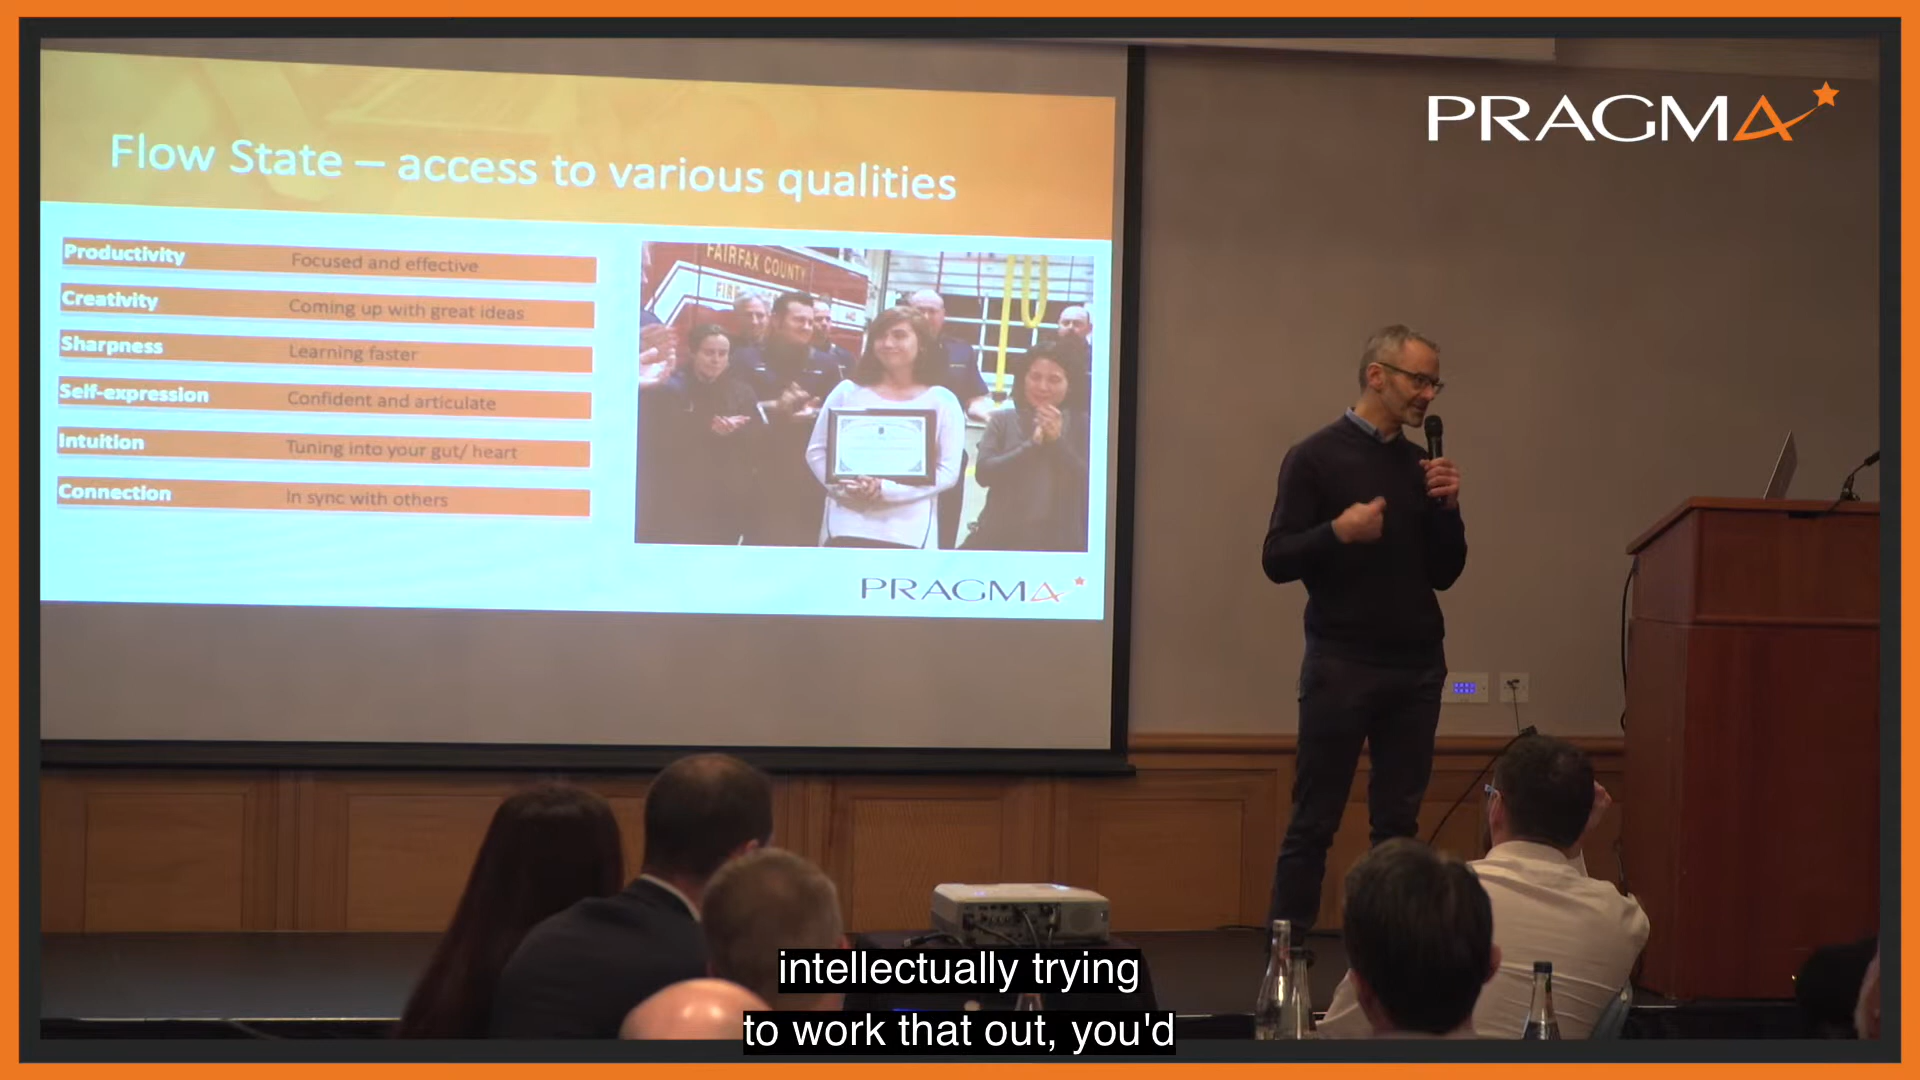 PRAGMA
Flow State – access to various qualities
Productivity Focused and effective
Creativity Coming up with great ideas
Sharpness Learning faster
Self-expression Confident and articulate
Intuition Tuning into your gut/ heart
Connection In sync with others
FAIRFAX COUNTY
FIRE
PRAGMA
intellectually trying
to work that out, you'd